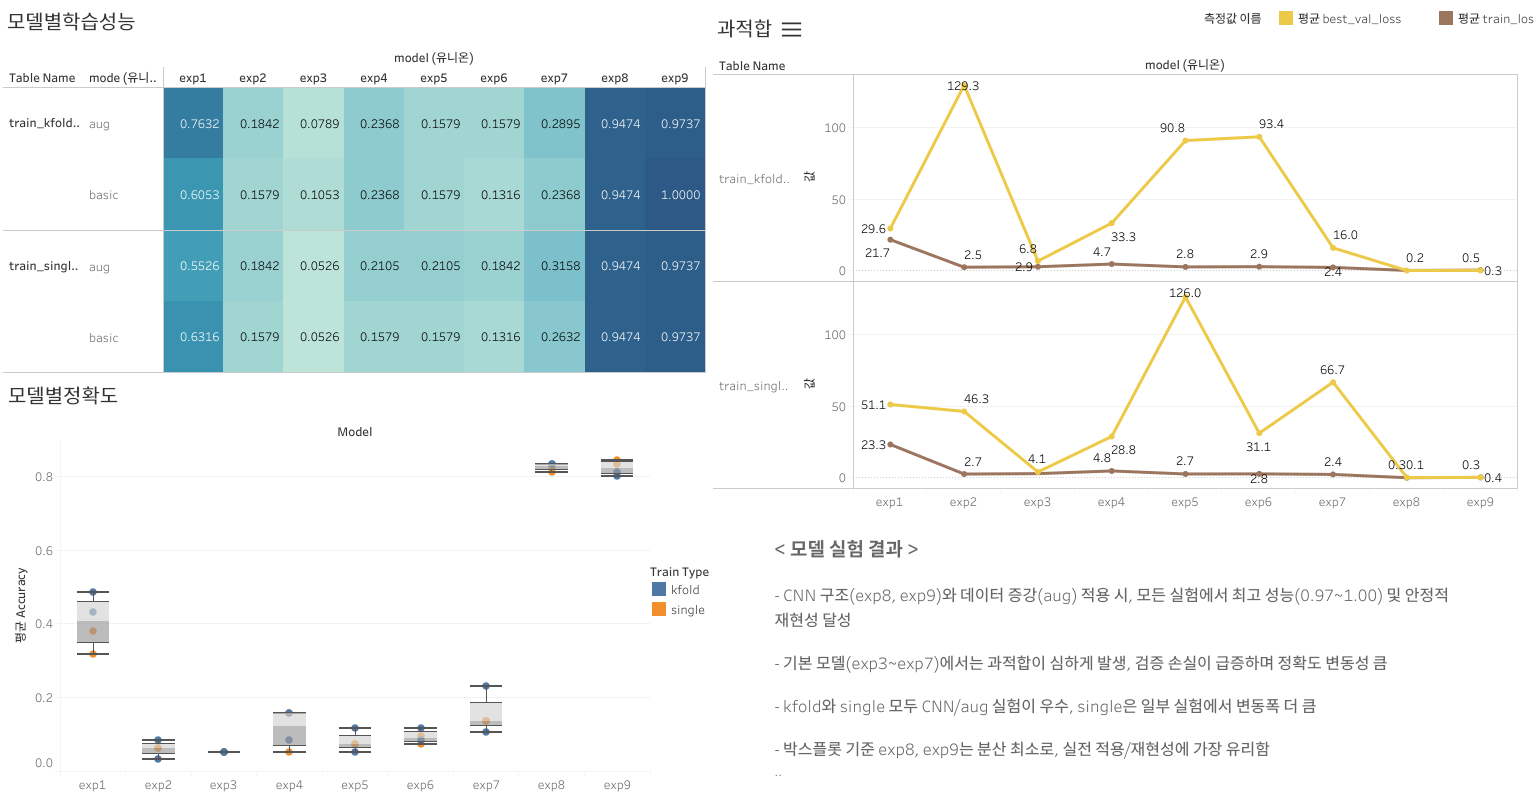 모델별학습성능
model (유니온)
Table Name mode (유니.. exp1 exp2 exp3 exp4 exp5 exp6 exp7 exp8 exp9
train_kfold.. aug 0.7632 0.1842 0.0789 0.2368 0.1579 0.1579 0.2895 0.9474 0.9737
basic 0.6053 0.1579 0.1053 0.2368 0.1579 0.1316 0.2368 0.9474 1.0000
train_singl.. aug 0.5526 0.1842 0.0526 0.2105 0.2105 0.1842 0.3158 0.9474 0.9737
basic 0.6316 0.1579 0.0526 0.1579 0.1579 0.1316 0.2632 0.9474 0.9737
모델별정확도
Model
평균 Accuracy
0.8
0.6
0.4
0.2
0.0
exp1 exp2 exp3 exp4 exp5 exp6 exp7 exp8 exp9
Train Type
kfold
single
과적합
측정값 이름 평균 best_val_loss 평균 train_los
Table Name model (유니온)
train_kfold.. 값
100
50
0
29.6 129.3 6.8 33.3 90.8 93.4 16.0 0.2 0.5
21.7 2.5 2.9 4.7 2.8 2.9 2.4 0.3
train_singl.. 값
100
50
0
51.1 46.3 4.1 28.8 126.0 31.1 66.7 0.3 0.1 0.3
23.3 2.7 4.8 2.7 2.8 2.4 0.4
exp1 exp2 exp3 exp4 exp5 exp6 exp7 exp8 exp9
< 모델 실험 결과 >
- CNN 구조(exp8, exp9)와 데이터 증강(aug) 적용 시, 모든 실험에서 최고 성능(0.97~1.00) 및 안정적
재현성 달성
- 기본 모델(exp3~exp7)에서는 과적합이 심하게 발생, 검증 손실이 급증하며 정확도 변동성 큼
- kfold와 single 모두 CNN/aug 실험이 우수, single은 일부 실험에서 변동폭 더 큼
- 박스플롯 기준 exp8, exp9는 분산 최소로, 실전 적용/재현성에 가장 유리함
..